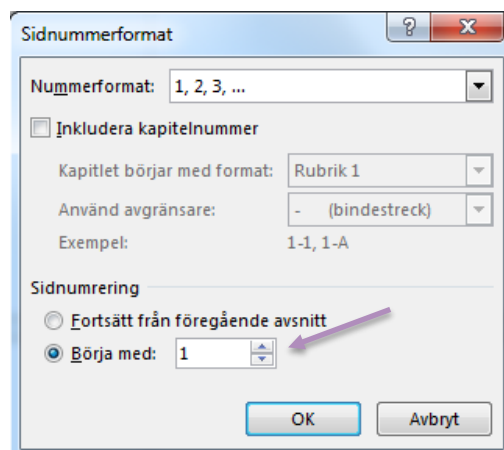 Sidnummerformat
Nummerformat: 1, 2, 3, ...
Inkludera kapitelnummer
Kapitlet börjar med format: Rubrik 1
Använd avgränsare: - (bindestreck)
Exempel: 1-1, 1-A
Sidnumrering
Fortsätt från föregående avsnitt
Börja med: 1
OK Avbryt